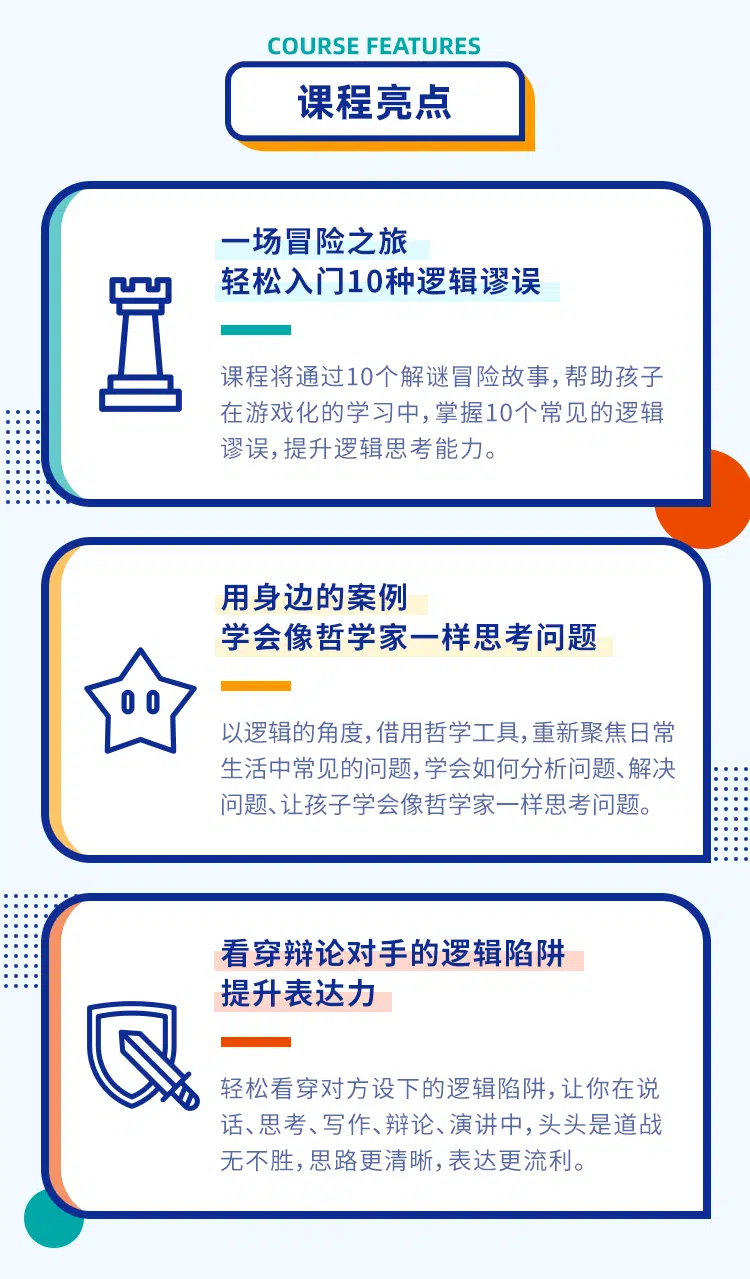 COURSE FEATURES
课程亮点
一场冒险之旅
轻松入门10种逻辑谬误
课程将通过10个解谜冒险故事,帮助孩子
在游戏化的学习中,掌握10个常见的逻辑
谬误,提升逻辑思考能力。
用身边的案例
学会像哲学家一样思考问题
以逻辑的角度,借用哲学工具,重新聚焦日常
生活中常见的问题,学会如何分析问题、解决
问题、让孩子学会像哲学家一样思考问题。
看穿辩论对手的逻辑陷阱
提升表达力
轻松看穿对方设下的逻辑陷阱,让你在说
话、思考、写作、辩论、演讲中,头头是道战
无不胜,思路更清晰,表达更流利。